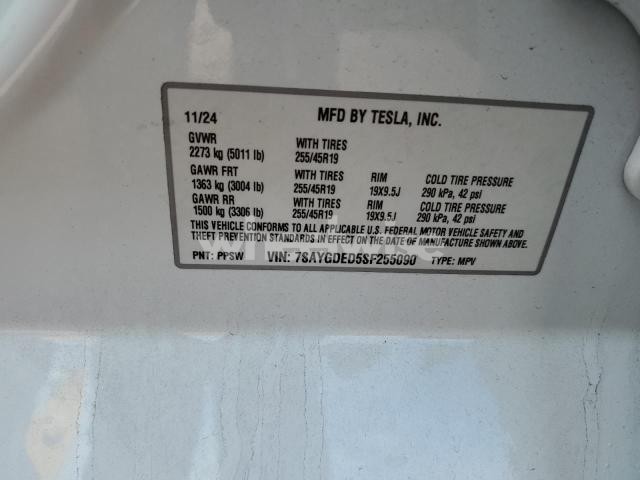 11/24 MFD BY TESLA, INC.
GVWR WITH TIRES
2273 kg (5011 lb) 255/45R19
GAWR FRT WITH TIRES RIM COLD TIRE PRESSURE
1363 kg (3004 lb) 255/45R19 19X9.5J 290 kPa, 42 psi
GAWR RR WITH TIRES RIM COLD TIRE PRESSURE
1500 kg (3306 lb) 255/45R19 19X9.5J 290 kPa, 42 psi
THIS VEHICLE CONFORMS TO ALL APPLICABLE U.S. FEDERAL MOTOR VEHICLE SAFETY AND
THEFT PREVENTION STANDARDS IN EFFECT ON THE DATE OF MANUFACTURE SHOWN ABOVE.
PNT: PPSW VIN: 7SAYGDED5SF255090 TYPE: MPV